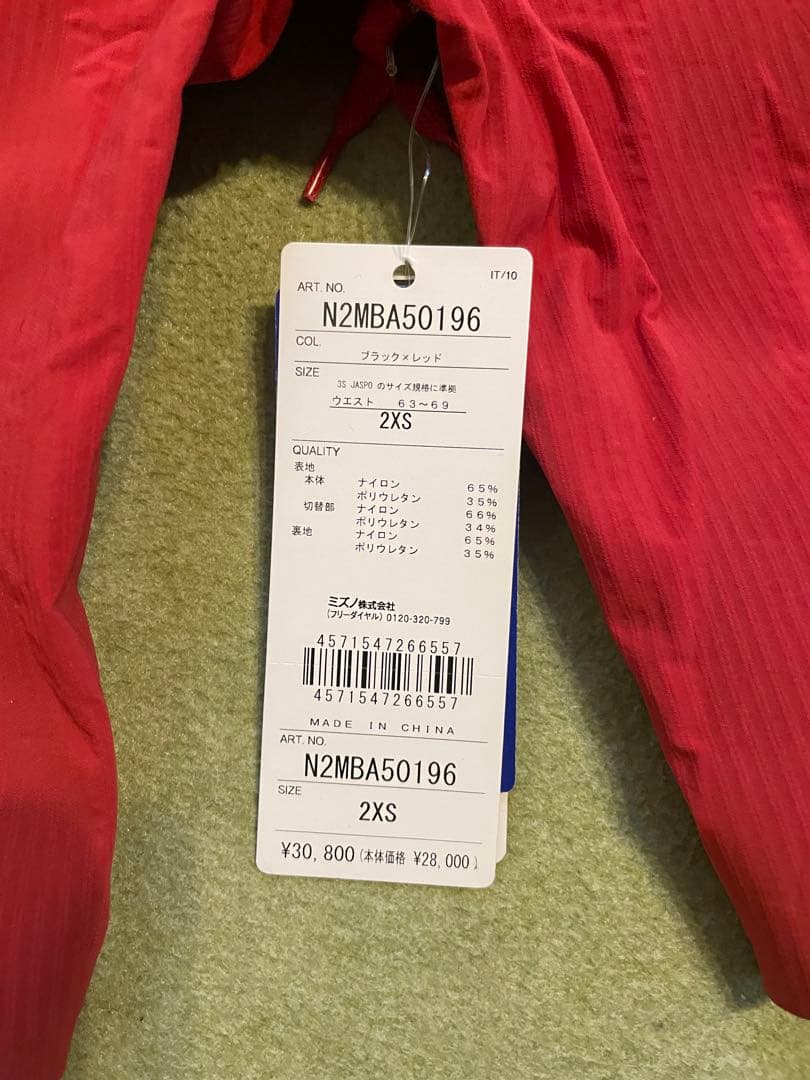 IT/10
ART. NO.
N2MBA50196
COL.
ブラック×レッド
SIZE
3S JASPO のサイズ規格に準拠
ウエスト 63～69
2XS
QUALITY
表地
本体 ナイロン 65%
ポリウレタン 35%
切替部 ナイロン 66%
ポリウレタン 34%
裏地 ナイロン 65%
ポリウレタン 35%
ミズノ株式会社
(フリーダイヤル) 0120-320-799
4571547266557
4571547266557
MADE IN CHINA
ART. NO.
N2MBA50196
SIZE
2XS
¥30,800 (本体価格 ¥28,000)